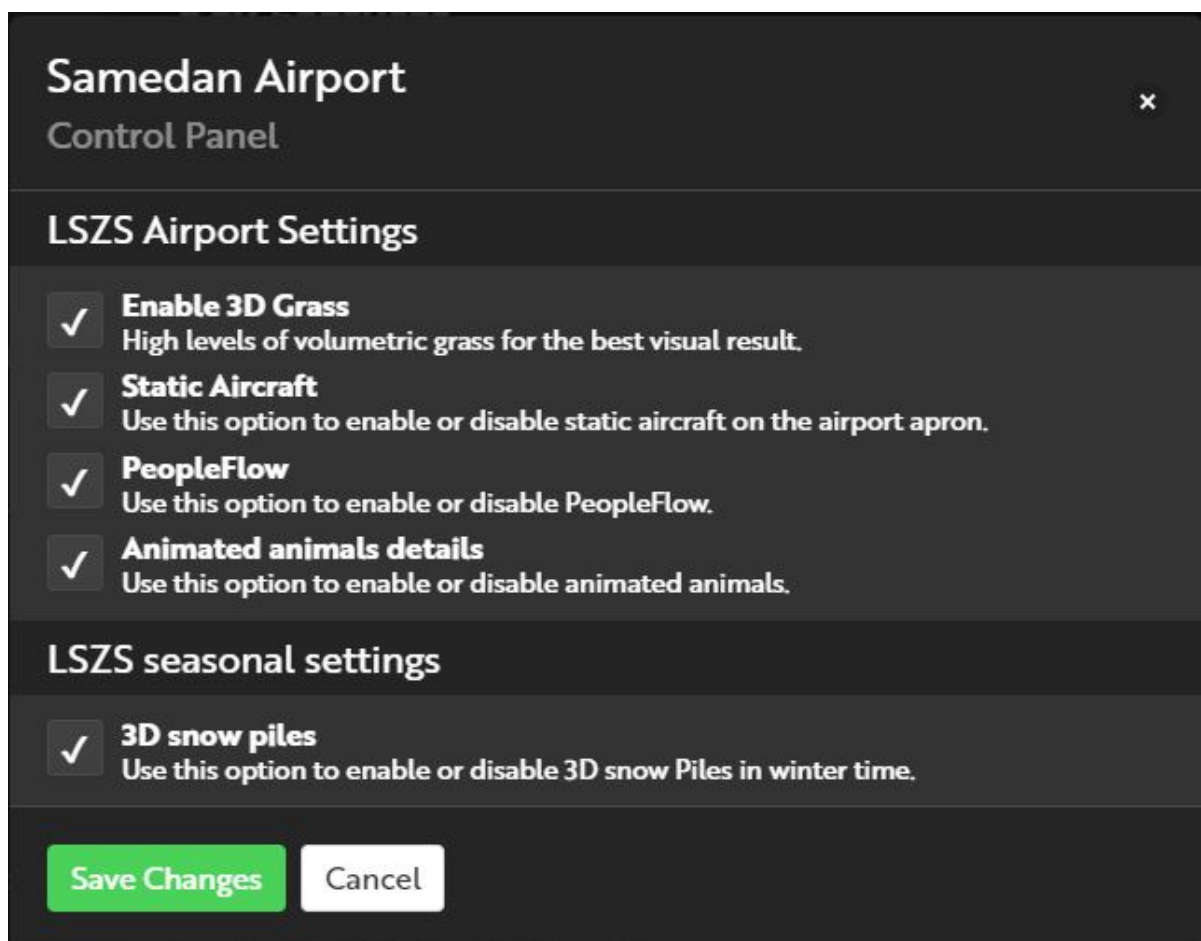 Samedan Airport
Control Panel
LSZS Airport Settings
Enable 3D Grass
High levels of volumetric grass for the best visual result.
Static Aircraft
Use this option to enable or disable static aircraft on the airport apron.
PeopleFlow
Use this option to enable or disable PeopleFlow.
Animated animals details
Use this option to enable or disable animated animals.
LSZS seasonal settings
3D snow piles
Use this option to enable or disable 3D snow Piles in winter time.
Save Changes
Cancel